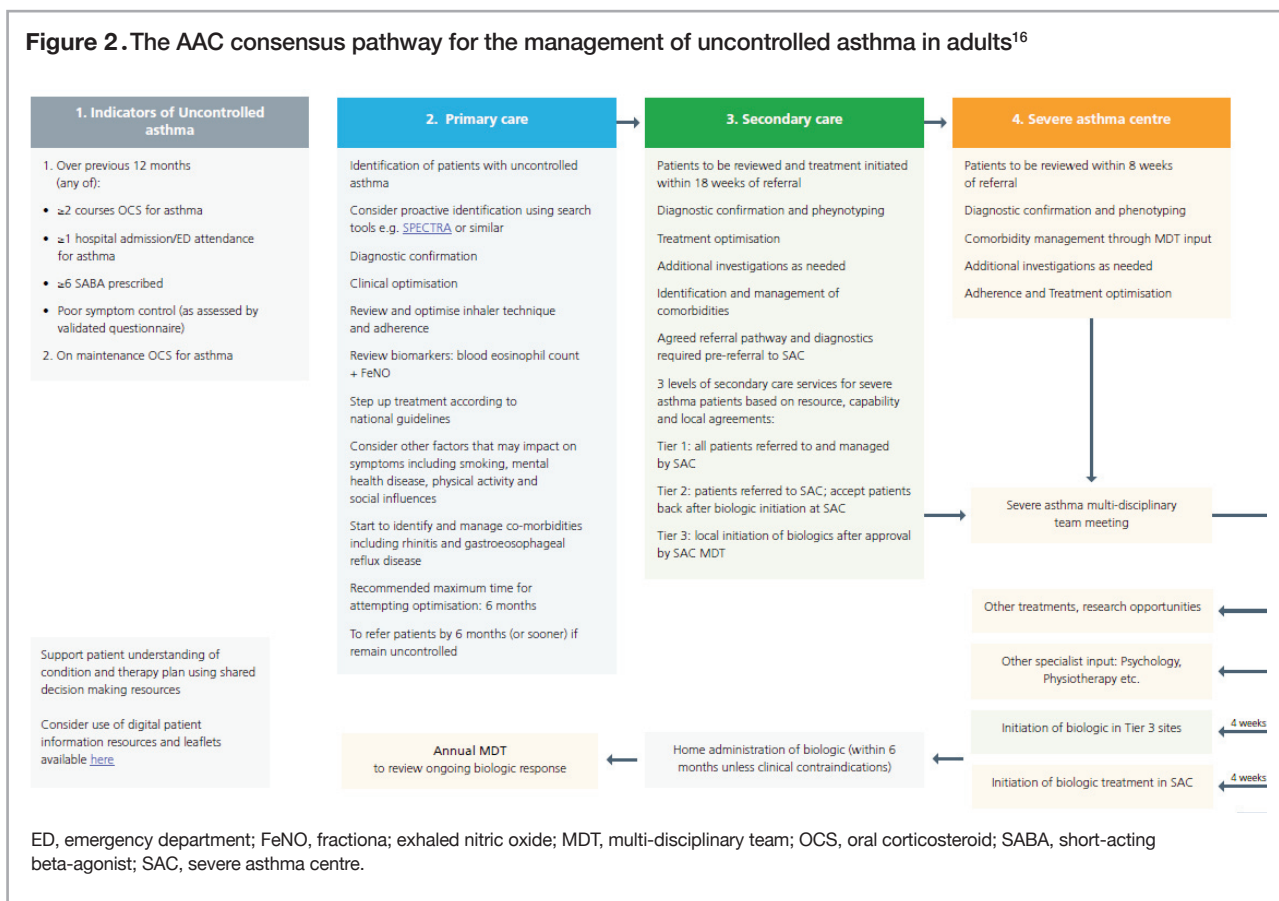 Figure 2. The AAC consensus pathway for the management of uncontrolled asthma in adults16
1. Indicators of Uncontrolled
asthma
1. Over previous 12 months
(any of):
• ≥2 courses OCS for asthma
• ≥1 hospital admission/ED attendance
for asthma
• ≥6 SABA prescribed
• Poor symptom control (as assessed by
validated questionnaire)
2. On maintenance OCS for asthma
Support patient understanding of
condition and therapy plan using shared
decision making resources
Consider use of digital patient
information resources and leaflets
available here
2. Primary care
Identification of patients with uncontrolled
asthma
Consider proactive identification using search
tools e.g. SPECTRA or similar
Diagnostic confirmation
Clinical optimisation
Review and optimise inhaler technique
and adherence
Review biomarkers: blood eosinophil count
+ FeNO
Step up treatment according to
national guidelines
Consider other factors that may impact on
symptoms including smoking, mental
health disease, physical activity and
social influences
Start to identify and manage co-morbidities
including rhinitis and gastroeosophageal
reflux disease
Recommended maximum time for
attempting optimisation: 6 months
To refer patients by 6 months (or sooner) if
remain uncontrolled
3. Secondary care
Patients to be reviewed and treatment initiated
within 18 weeks of referral
Diagnostic confirmation and pheynotyping
Treatment optimisation
Additional investigations as needed
Identification and management of
comorbidities
Agreed referral pathway and diagnostics
required pre-referral to SAC
3 levels of secondary care services for severe
asthma patients based on resource, capability
and local agreements:
Tier 1: all patients referred to and managed
by SAC
Tier 2: patients referred to SAC; accept patients
back after biologic initiation at SAC
Tier 3: local initiation of biologics after approval
by SAC MDT
4. Severe asthma centre
Patients to be reviewed within 8 weeks
of referral
Diagnostic confirmation and phenotyping
Comorbidity management through MDT input
Additional investigations as needed
Adherence and Treatment optimisation
Severe asthma multi-disciplinary
team meeting
Other treatments, research opportunities
Other specialist input: Psychology,
Physiotherapy etc.
Initiation of biologic in Tier 3 sites
4 weeks
Initiation of biologic treatment in SAC
4 weeks
Home administration of biologic (within 6
months unless clinical contraindications)
Annual MDT
to review ongoing biologic response
ED, emergency department; FeNO, fractiona; exhaled nitric oxide; MDT, multi-disciplinary team; OCS, oral corticosteroid; SABA, short-acting
beta-agonist; SAC, severe asthma centre.